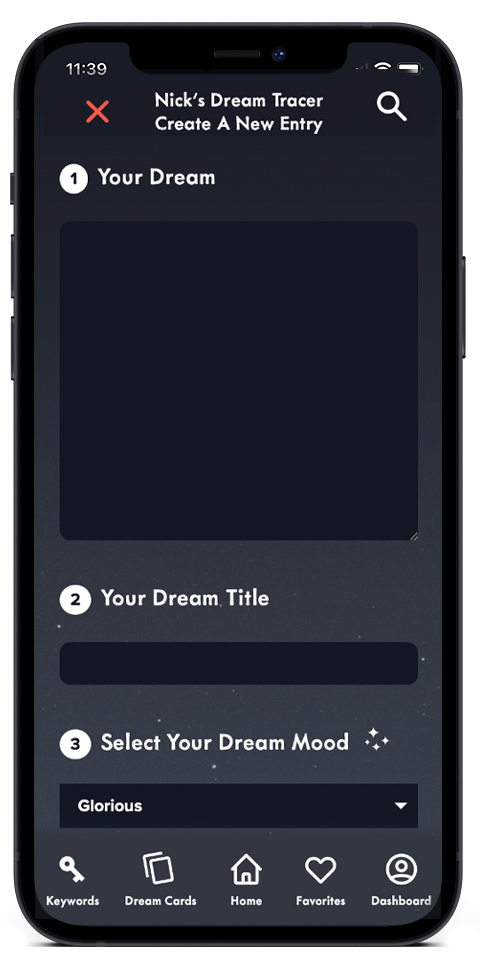 11:39
Nick's Dream Tracer
Create A New Entry
1 Your Dream
2 Your Dream Title
3 Select Your Dream Mood
Glorious
Keywords Dream Cards Home Favorites Dashboard